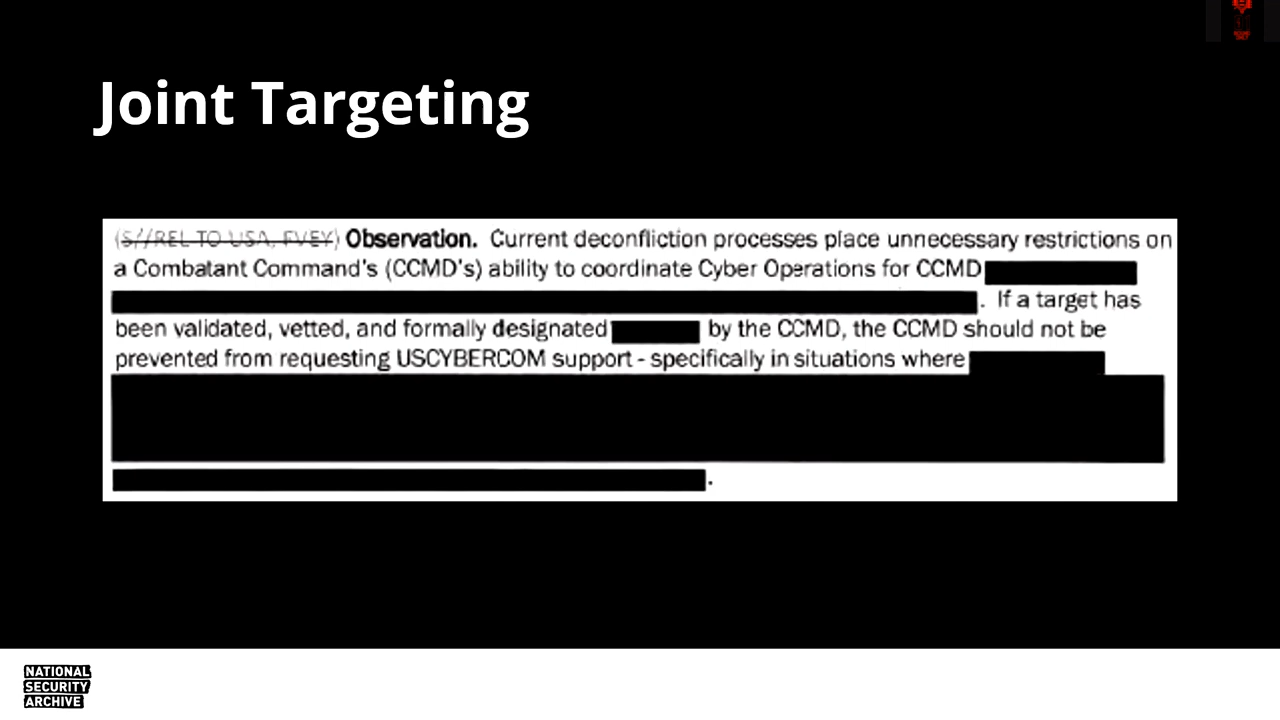 Joint Targeting
(S//REL TO USA, FVEY) Observation. Current deconfliction processes place unnecessary restrictions on
a Combatant Command's (CCMD's) ability to coordinate Cyber Operations for CCMD
. If a target has
been validated, vetted, and formally designated by the CCMD, the CCMD should not be
prevented from requesting USCYBERCOM support - specifically in situations where
.
NATIONAL
SECURITY
ARCHIVE